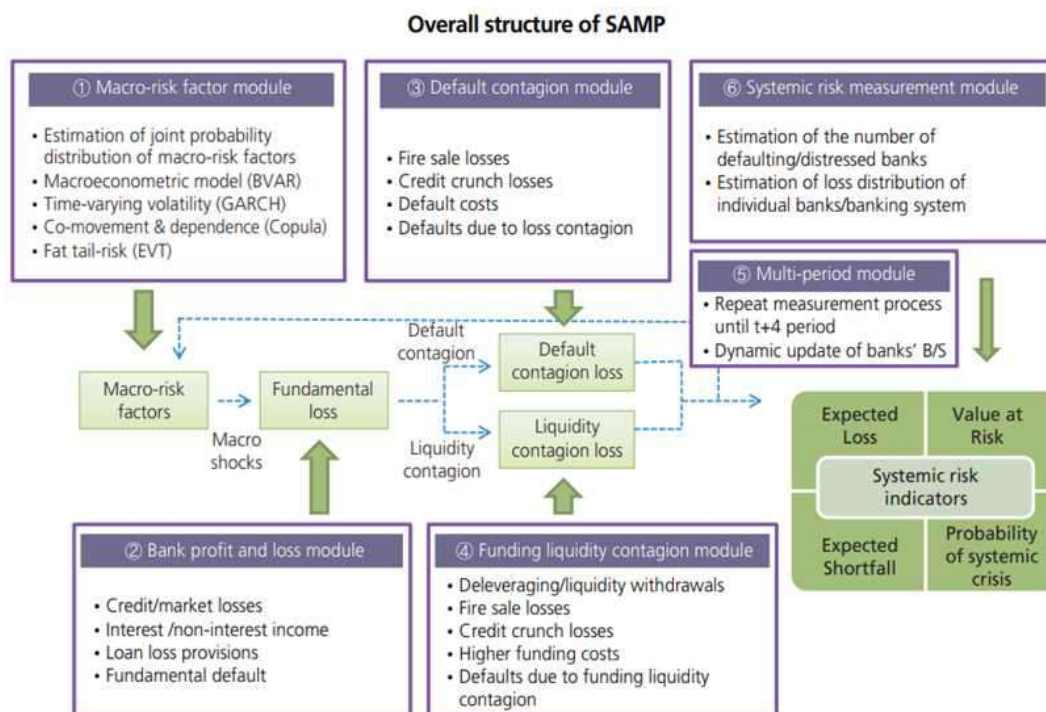 Overall structure of SAMP
① Macro-risk factor module
• Estimation of joint probability
distribution of macro-risk factors
• Macroeconometric model (BVAR)
• Time-varying volatility (GARCH)
• Co-movement & dependence (Copula)
• Fat tail-risk (EVT)
③ Default contagion module
• Fire sale losses
• Credit crunch losses
• Default costs
• Defaults due to loss contagion
⑥ Systemic risk measurement module
• Estimation of the number of
defaulting/distressed banks
• Estimation of loss distribution of
individual banks/banking system
⑤ Multi-period module
• Repeat measurement process
until t+4 period
• Dynamic update of banks' B/S
Macro-risk
factors
Macro
shocks
Fundamental
loss
Default
contagion
Liquidity
contagion
Default
contagion loss
Liquidity
contagion loss
Expected
Loss
Value at
Risk
Systemic risk
indicators
Expected
Shortfall
Probability
of systemic
crisis
② Bank profit and loss module
• Credit/market losses
• Interest /non-interest income
• Loan loss provisions
• Fundamental default
④ Funding liquidity contagion module
• Deleveraging/liquidity withdrawals
• Fire sale losses
• Credit crunch losses
• Higher funding costs
• Defaults due to funding liquidity
contagion